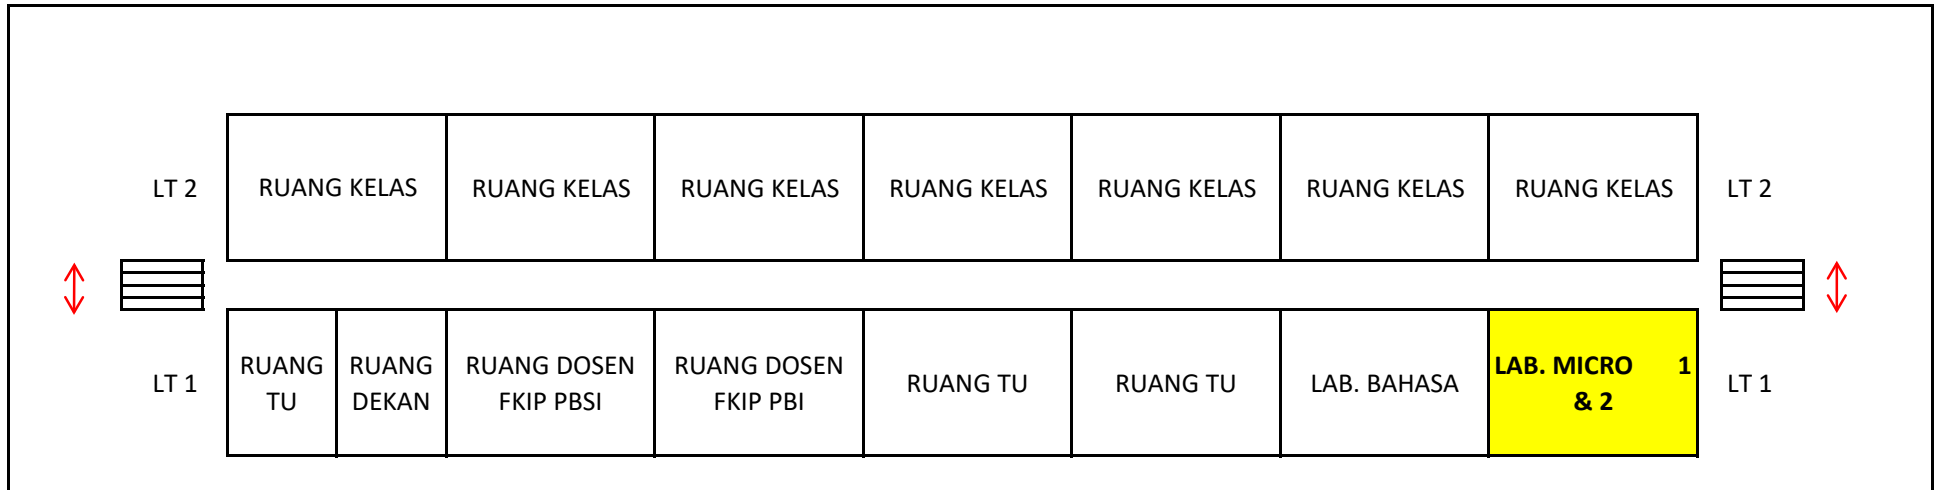 LT 2 RUANG KELAS RUANG KELAS RUANG KELAS RUANG KELAS RUANG KELAS RUANG KELAS RUANG KELAS LT 2
LT 1
RUANG
TU
RUANG
DEKAN
RUANG DOSEN
FKIP PBSI
RUANG DOSEN
FKIP PBI
RUANG TU
RUANG TU
LAB. BAHASA
LAB. MICRO 1
& 2
LT 1